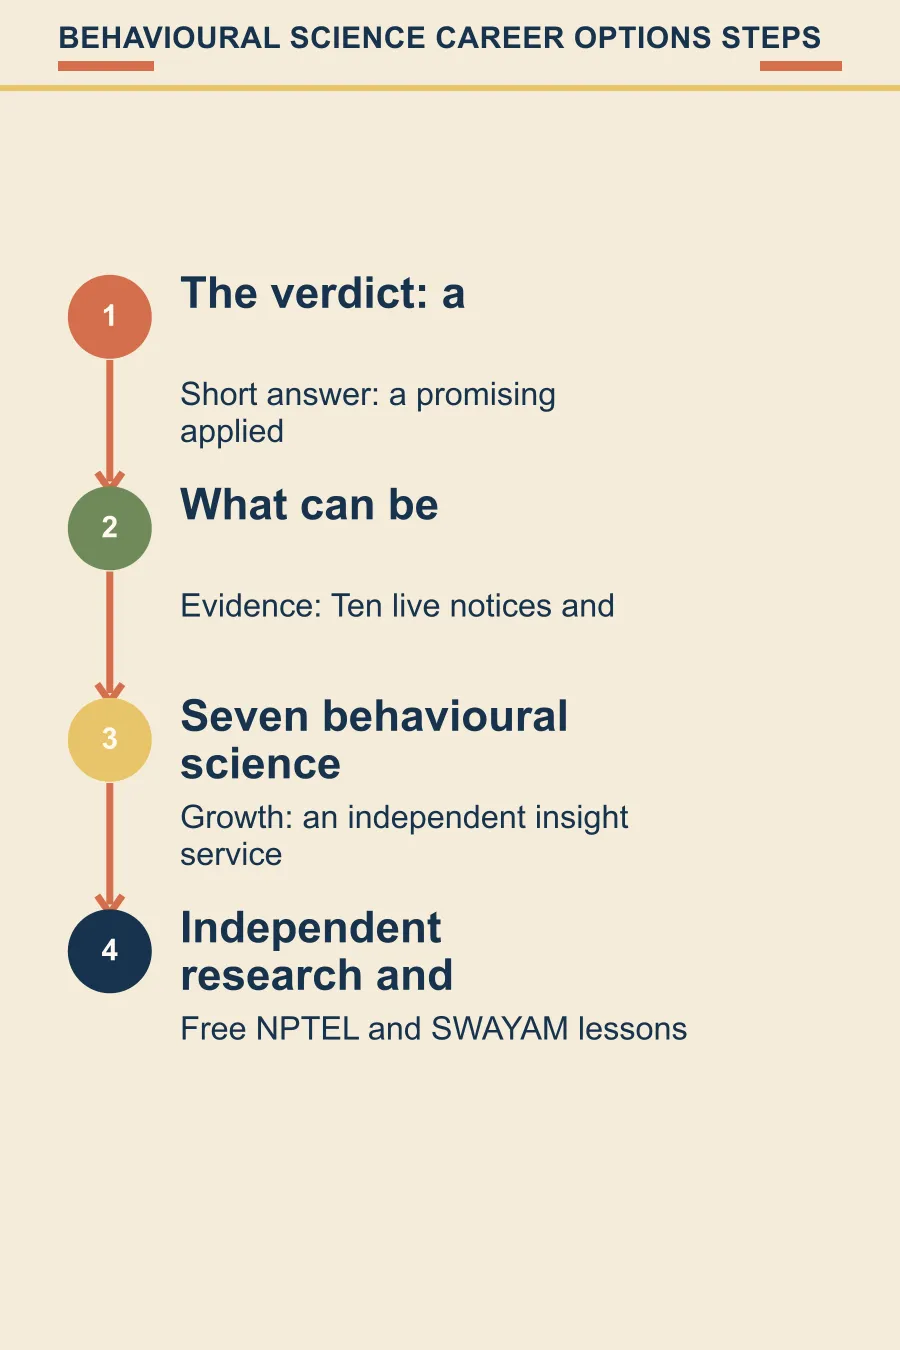 BEHAVIOURAL SCIENCE CAREER OPTIONS STEPS
1
The verdict: a
Short answer: a promising
applied
2
What can be
Evidence: Ten live notices and
3
Seven behavioural
science
Growth: an independent insight
service
4
Independent
research and
Free NPTEL and SWAYAM lessons